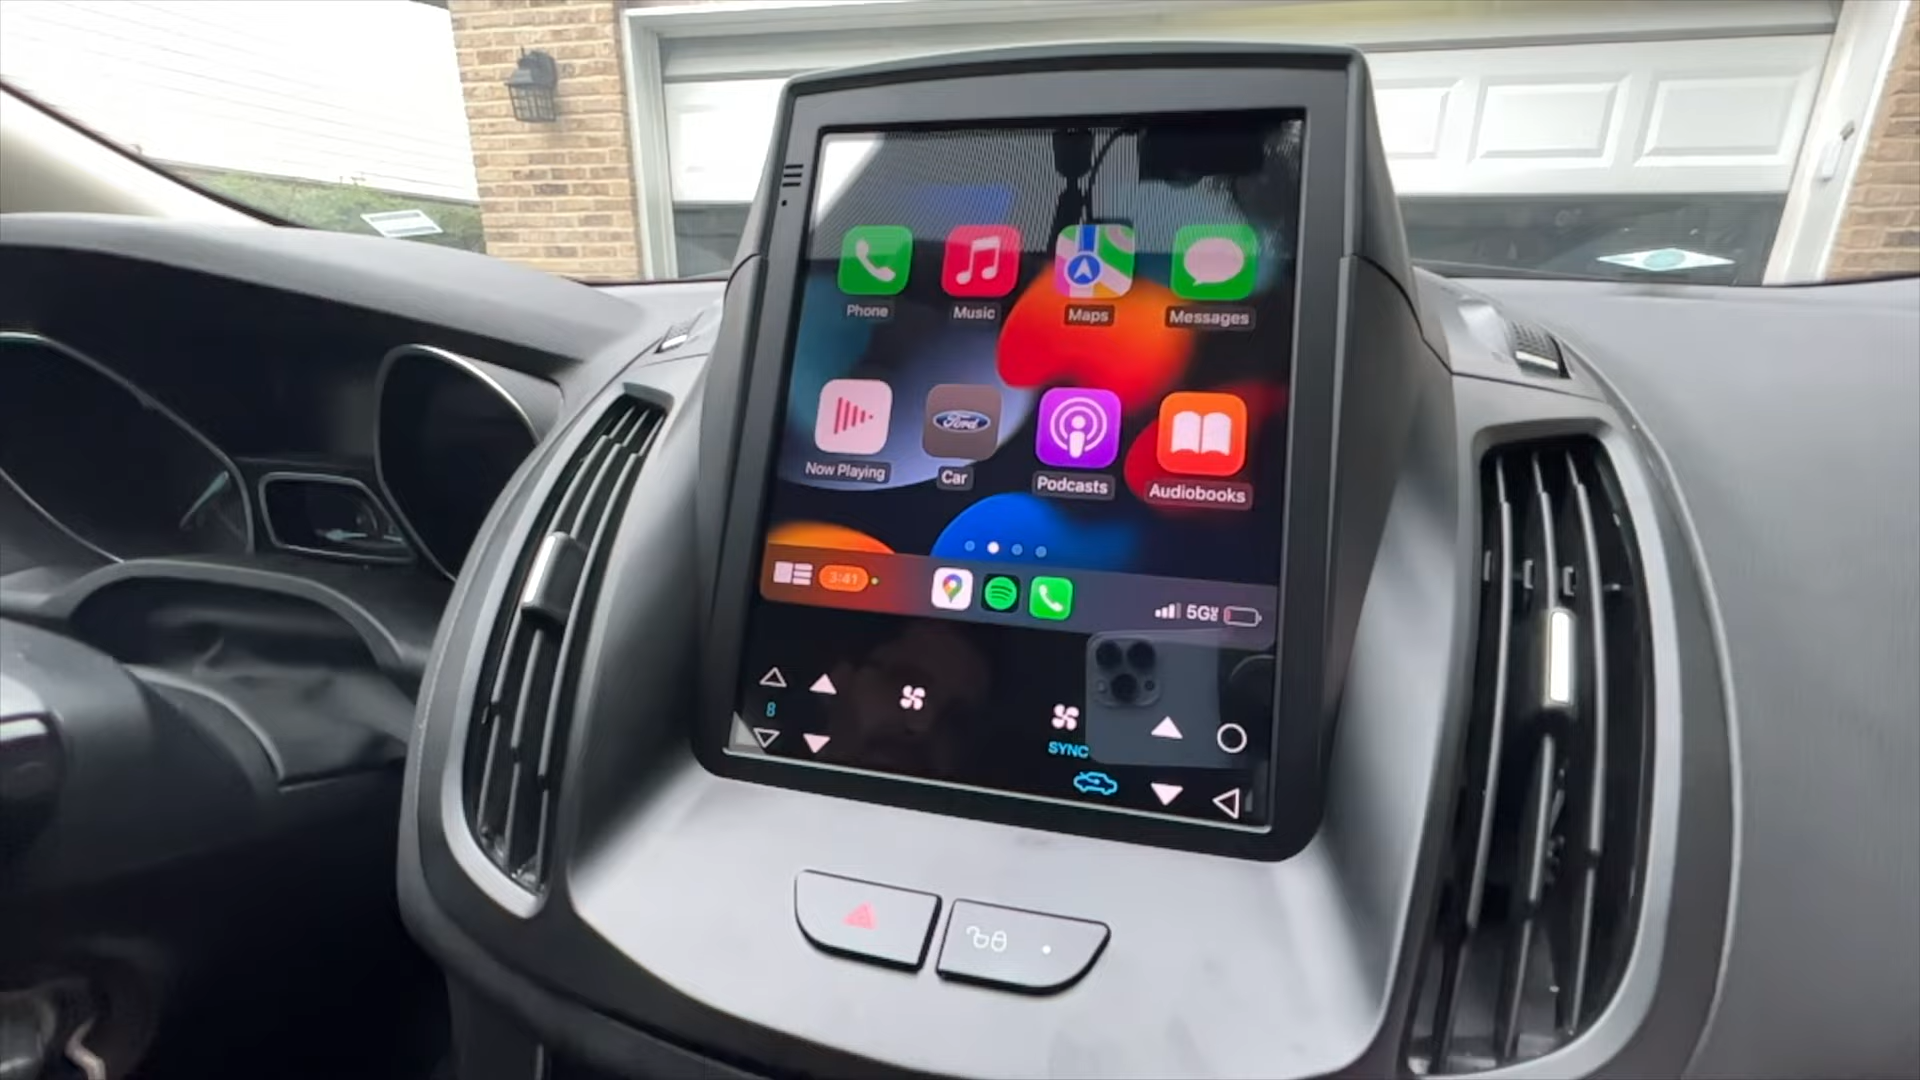 Phone Music Maps Messages
Ford
Now Playing Car Podcasts Audiobooks
3:41 5G
8
SYNC